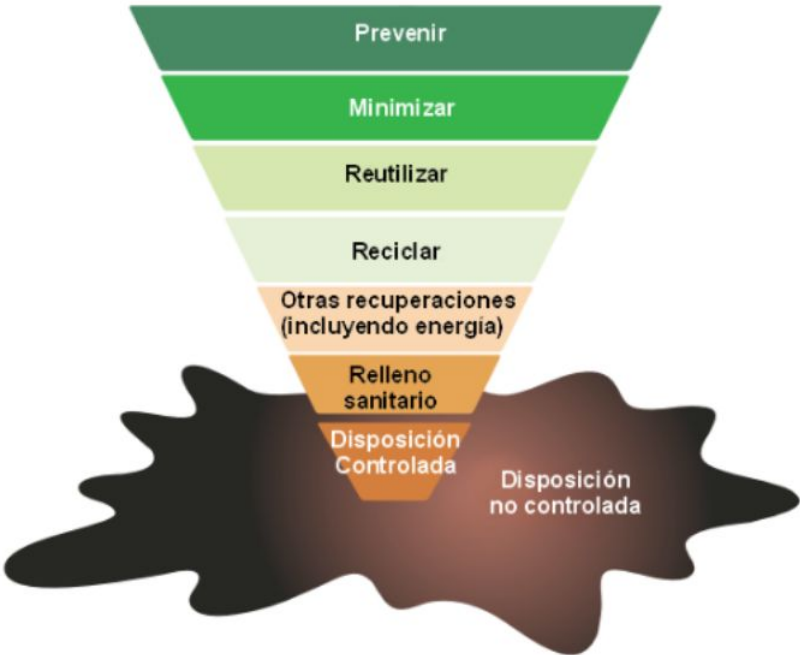 Prevenir
Minimizar
Reutilizar
Reciclar
Otras recuperaciones
(incluyendo energía)
Relleno
sanitario
Disposición
Controlada
Disposición
no controlada